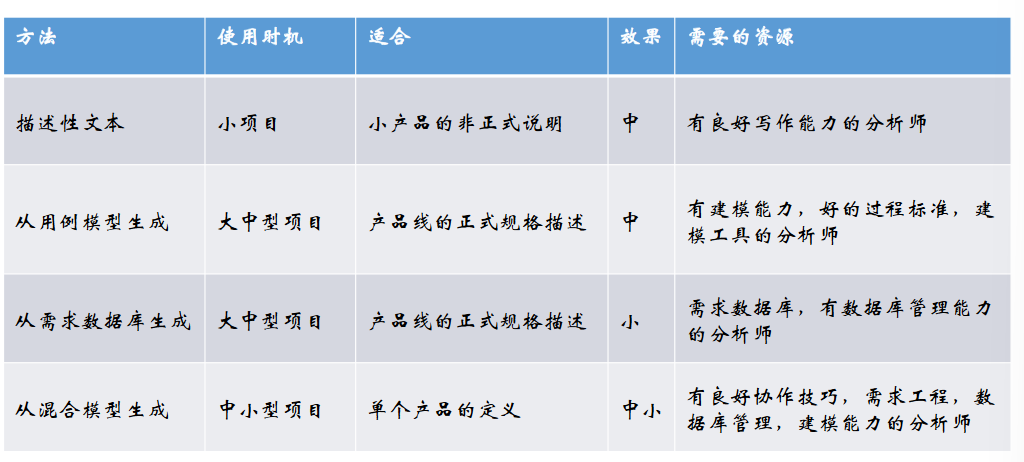 方法 使用时机 适合 效果 需要的资源
描述性文本 小项目 小产品的非正式说明 中 有良好写作能力的分析师
从用例模型生成 大中型项目 产品线的正式规格描述 中 有建模能力，好的过程标准，建
模工具的分析师
从需求数据库生成 大中型项目 产品线的正式规格描述 小 需求数据库，有数据库管理能力
的分析师
从混合模型生成 中小型项目 单个产品的定义 中小 有良好协作技巧，需求工程，数
据库管理，建模能力的分析师